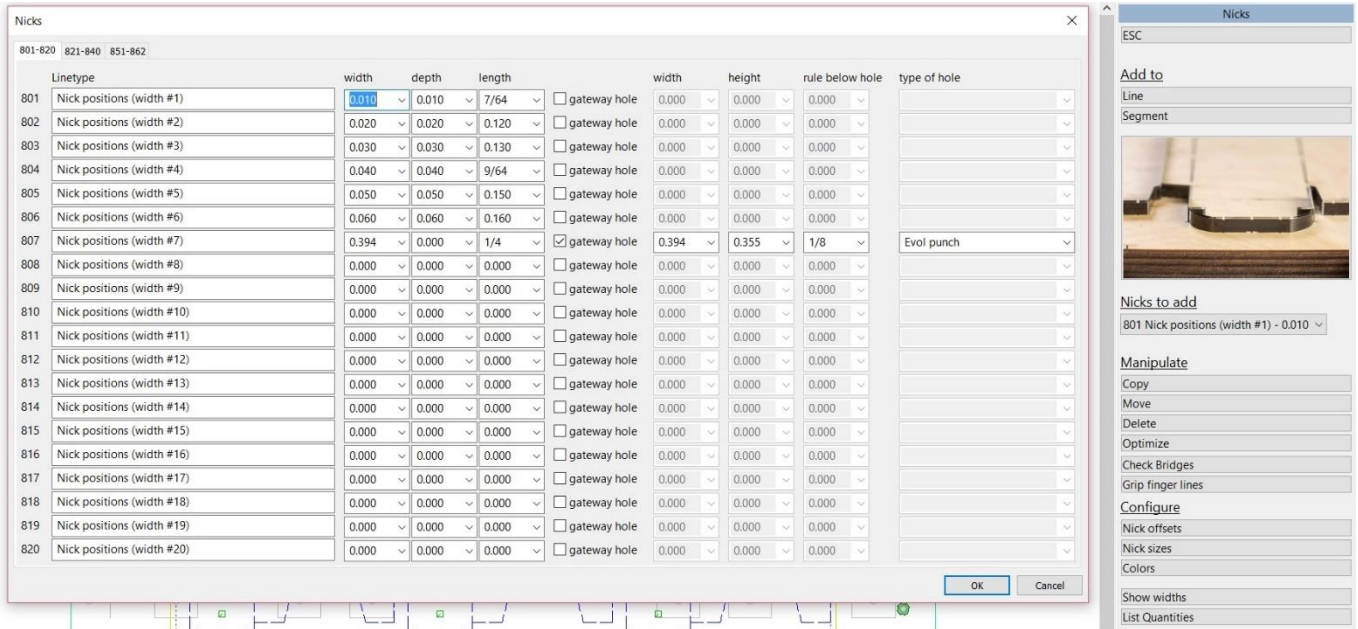 Nicks
801-820 821-840 851-862
Linetype width depth length width height rule below hole type of hole
801 Nick positions (width #1) 0.010 0.010 7/64 gateway hole 0.000 0.000 0.000
802 Nick positions (width #2) 0.020 0.020 0.120 gateway hole 0.000 0.000 0.000
803 Nick positions (width #3) 0.030 0.030 0.130 gateway hole 0.000 0.000 0.000
804 Nick positions (width #4) 0.040 0.040 9/64 gateway hole 0.000 0.000 0.000
805 Nick positions (width #5) 0.050 0.050 0.150 gateway hole 0.000 0.000 0.000
806 Nick positions (width #6) 0.060 0.060 0.160 gateway hole 0.000 0.000 0.000
807 Nick positions (width #7) 0.394 0.000 1/4 gateway hole 0.394 0.355 1/8 Evol punch
808 Nick positions (width #8) 0.000 0.000 0.000 gateway hole 0.000 0.000 0.000
809 Nick positions (width #9) 0.000 0.000 0.000 gateway hole 0.000 0.000 0.000
810 Nick positions (width #10) 0.000 0.000 0.000 gateway hole 0.000 0.000 0.000
811 Nick positions (width #11) 0.000 0.000 0.000 gateway hole 0.000 0.000 0.000
812 Nick positions (width #12) 0.000 0.000 0.000 gateway hole 0.000 0.000 0.000
813 Nick positions (width #13) 0.000 0.000 0.000 gateway hole 0.000 0.000 0.000
814 Nick positions (width #14) 0.000 0.000 0.000 gateway hole 0.000 0.000 0.000
815 Nick positions (width #15) 0.000 0.000 0.000 gateway hole 0.000 0.000 0.000
816 Nick positions (width #16) 0.000 0.000 0.000 gateway hole 0.000 0.000 0.000
817 Nick positions (width #17) 0.000 0.000 0.000 gateway hole 0.000 0.000 0.000
818 Nick positions (width #18) 0.000 0.000 0.000 gateway hole 0.000 0.000 0.000
819 Nick positions (width #19) 0.000 0.000 0.000 gateway hole 0.000 0.000 0.000
820 Nick positions (width #20) 0.000 0.000 0.000 gateway hole 0.000 0.000 0.000
OK Cancel
Nicks
ESC
Add to
Line
Segment
Nicks to add
801 Nick positions (width #1) - 0.010
Manipulate
Copy
Move
Delete
Optimize
Check Bridges
Grip finger lines
Configure
Nick offsets
Nick sizes
Colors
Show widths
List Quantities